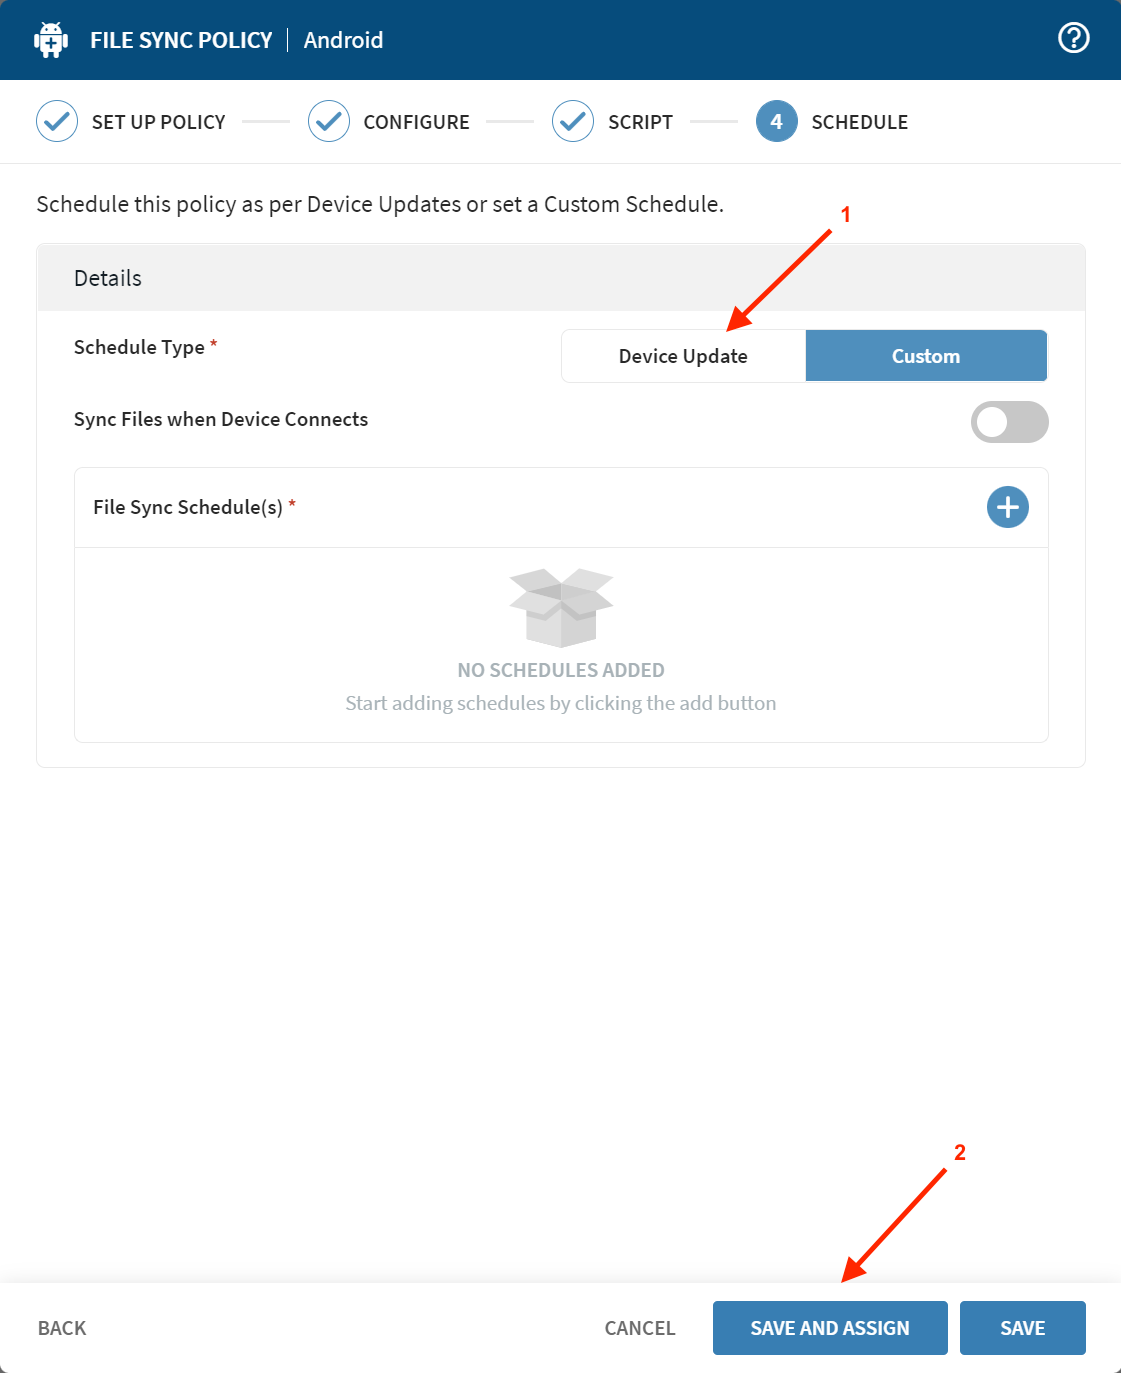 FILE SYNC POLICY | Android
SET UP POLICY CONFIGURE SCRIPT 4 SCHEDULE
Schedule this policy as per Device Updates or set a Custom Schedule.
1
Details
Schedule Type * Device Update Custom
Sync Files when Device Connects
File Sync Schedule(s) *
NO SCHEDULES ADDED
Start adding schedules by clicking the add button
2
BACK CANCEL SAVE AND ASSIGN SAVE